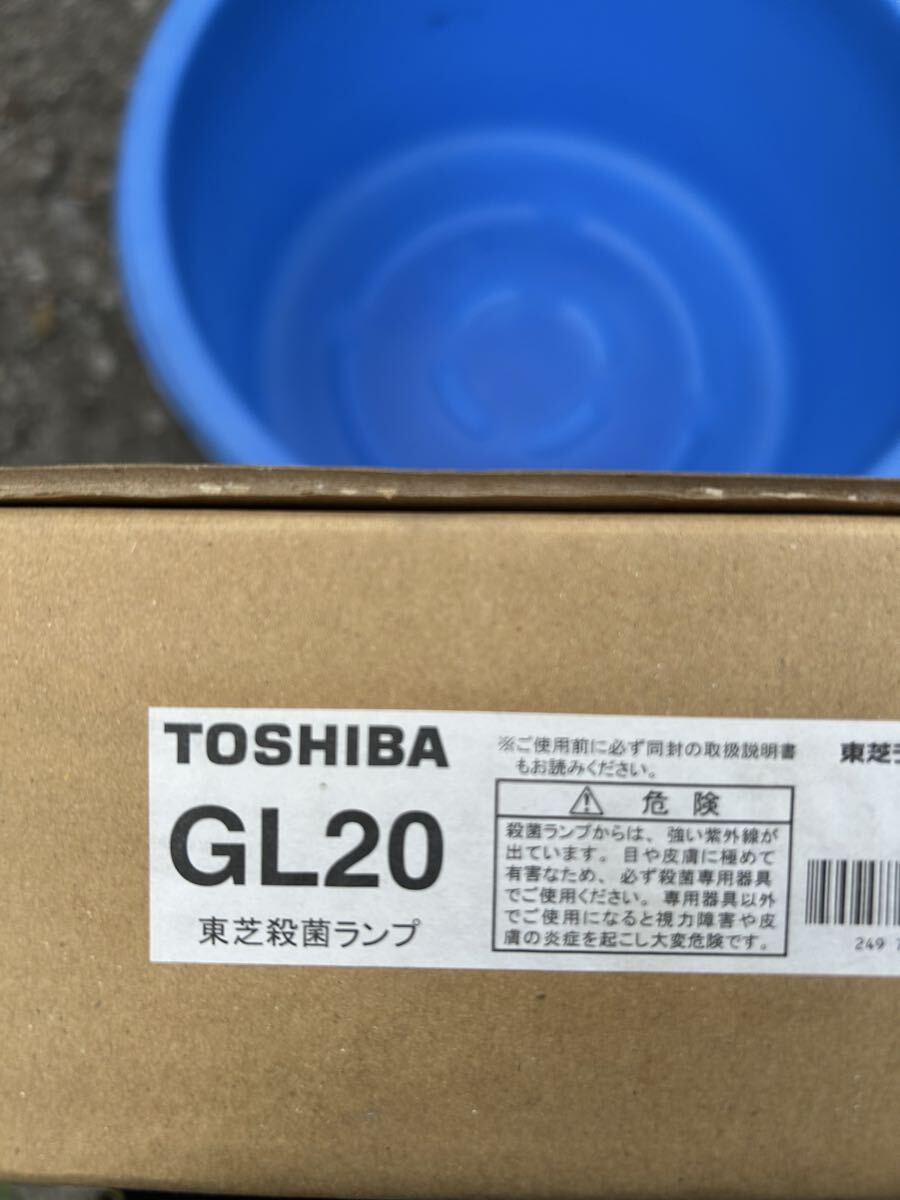 TOSHIBA
GL20
東芝殺菌ランプ
※ご使用前に必ず同封の取扱説明書
もお読みください。
⚠ 危険
殺菌ランプからは、強い紫外線が
出ています。目や皮膚に極めて
有害なため、必ず殺菌専用器具
でご使用ください。専用器具以外
でご使用になると視力障害や皮
膚の炎症を起こし大変危険です。
東芝
249